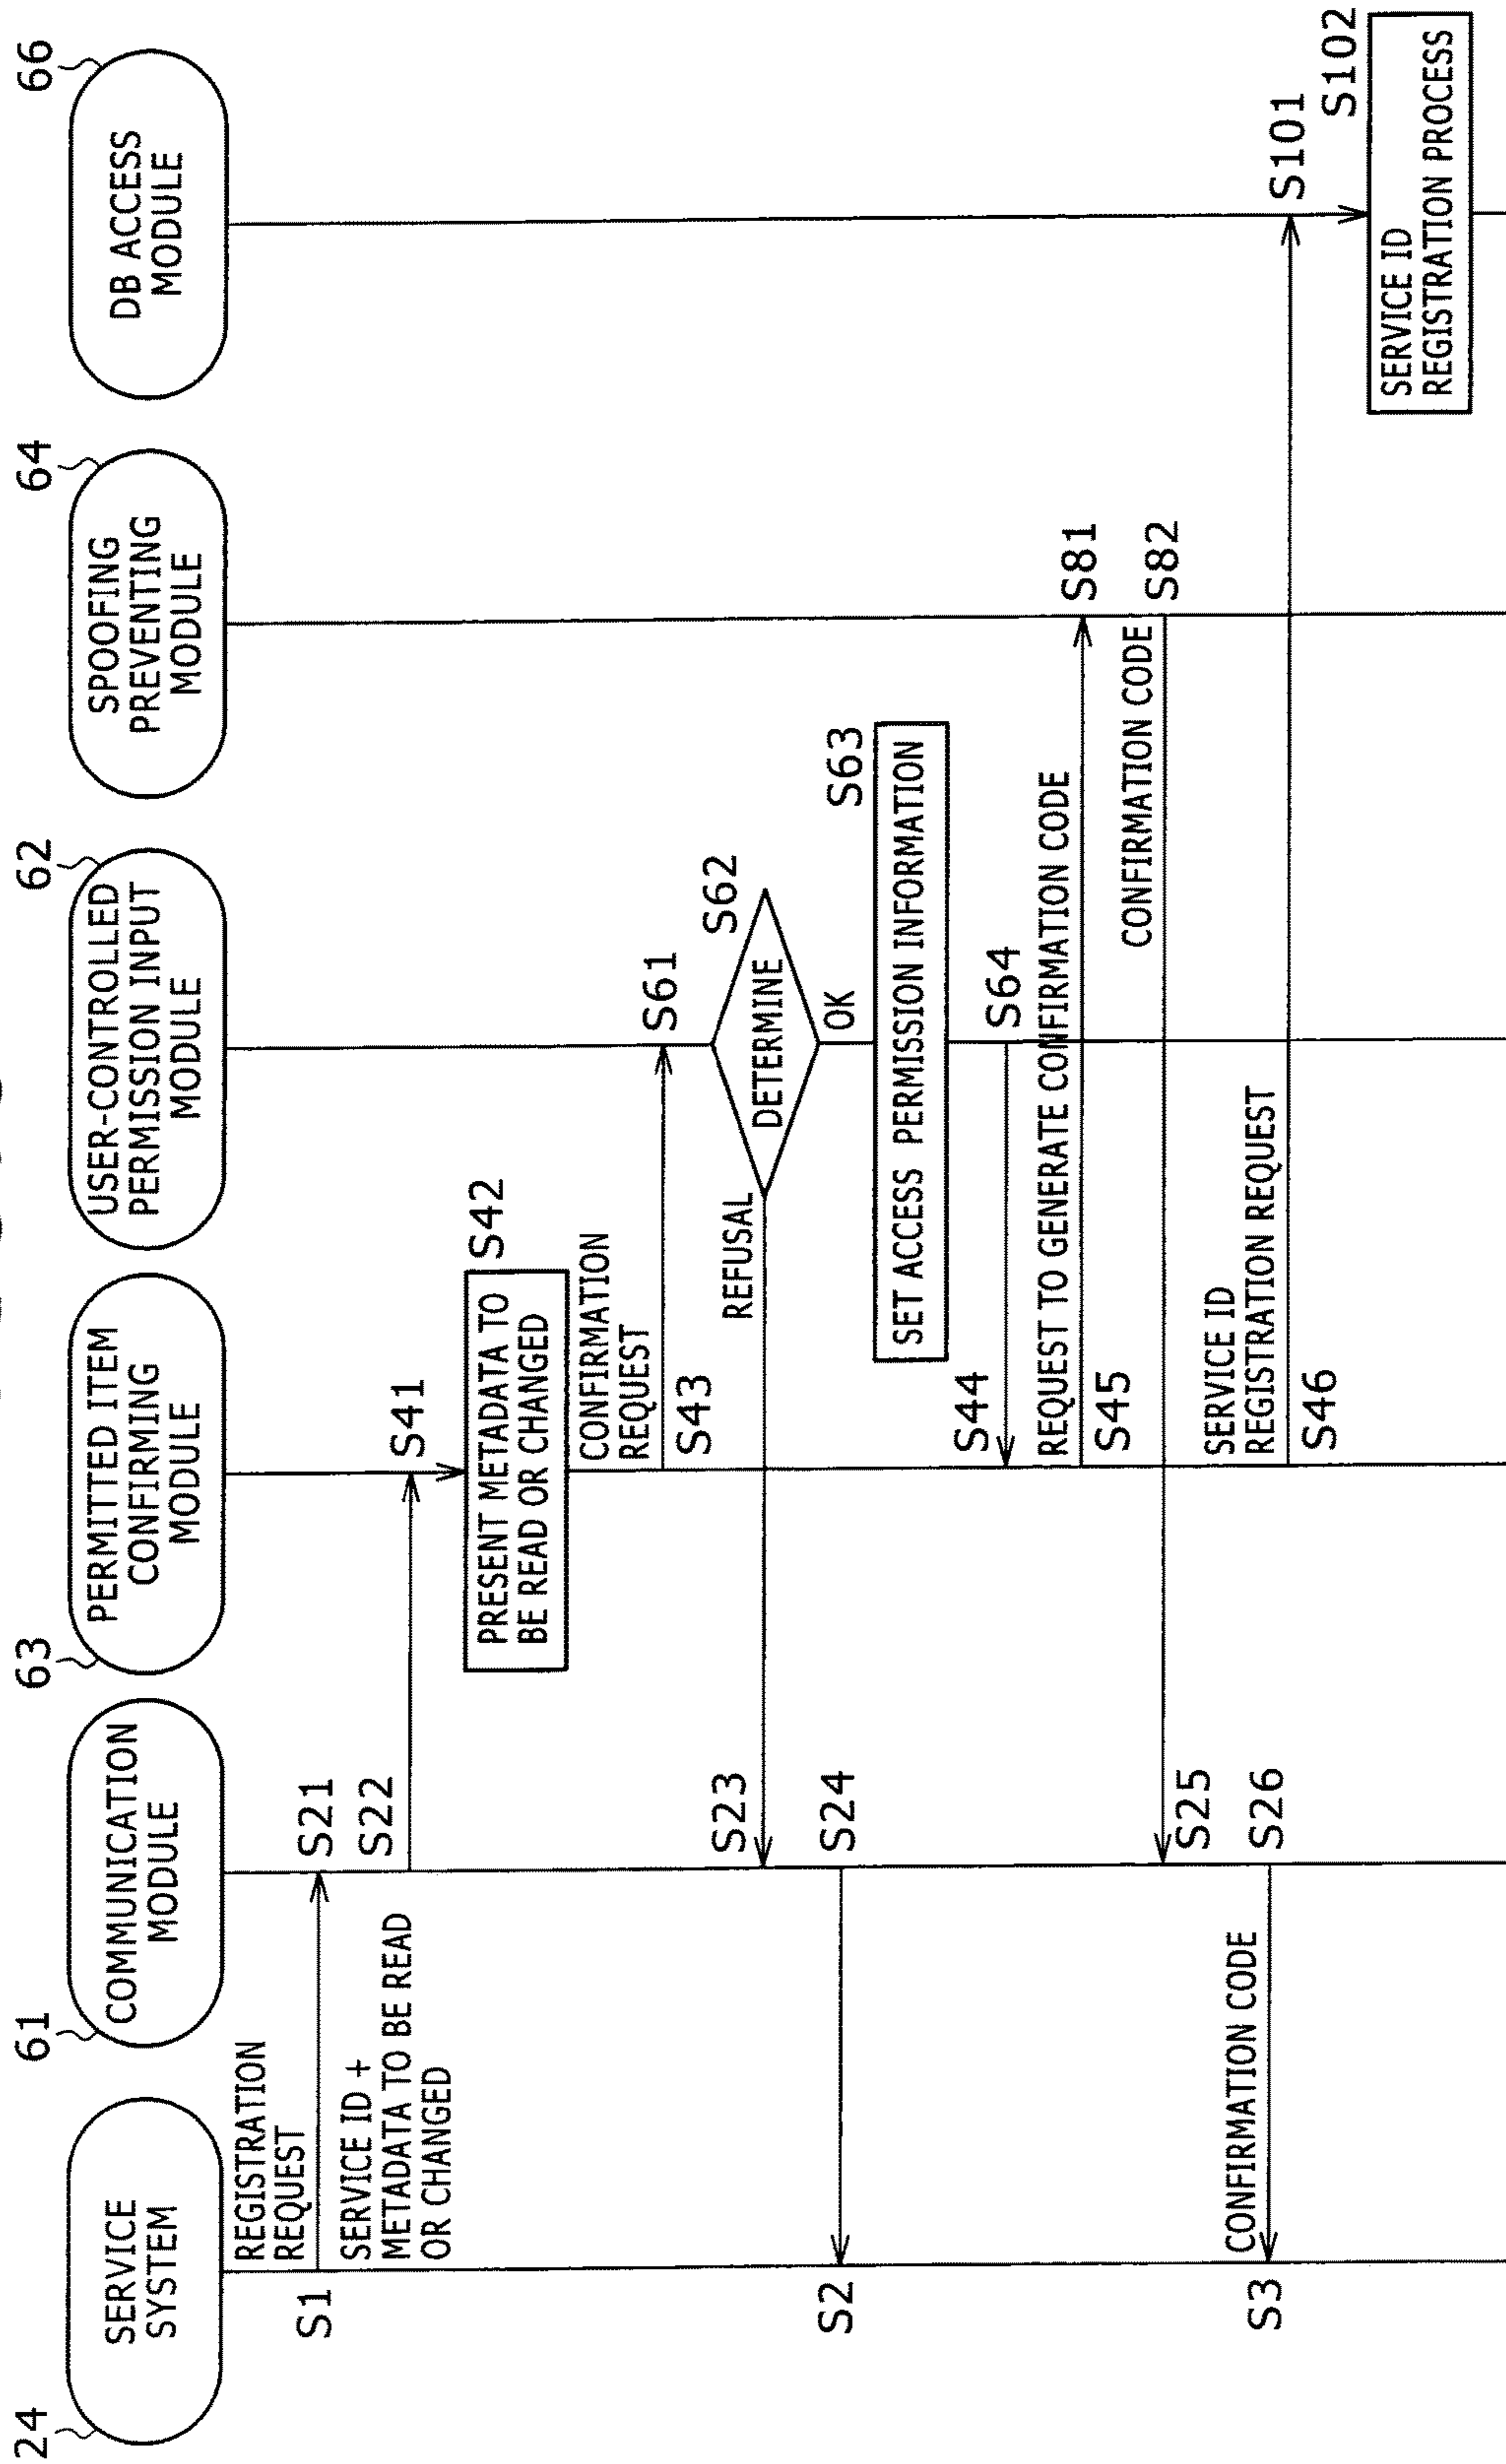 24
SERVICE
SYSTEM
61
COMMUNICATION
MODULE
63
PERMITTED ITEM
CONFIRMING
MODULE
62
USER-CONTROLLED
PERMISSION INPUT
MODULE
64
SPOOFING
PREVENTING
MODULE
66
DB ACCESS
MODULE
REGISTRATION
REQUEST
S1
S21
SERVICE ID +
METADATA TO BE READ
OR CHANGED
S22
S41
PRESENT METADATA TO
BE READ OR CHANGED
S42
CONFIRMATION
REQUEST
S43
S61
DETERMINE
S62
REFUSAL
OK
S23
S24
S2
SET ACCESS PERMISSION INFORMATION
S63
S44
S64
REQUEST TO GENERATE CONFIRMATION CODE
S45
S81
CONFIRMATION CODE
S82
S25
S26
CONFIRMATION CODE
S3
SERVICE ID
REGISTRATION REQUEST
S46
S101
S102
SERVICE ID
REGISTRATION PROCESS